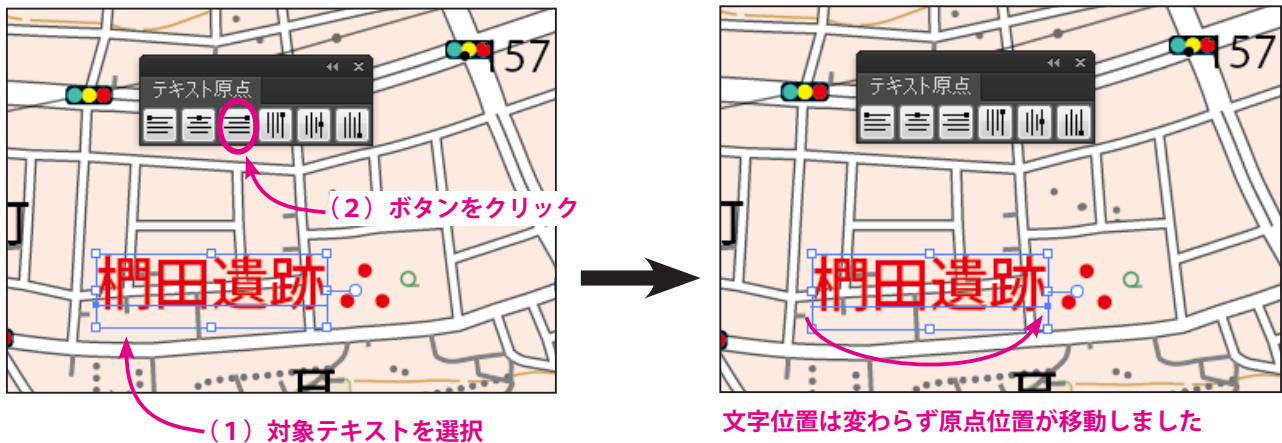 157
テキスト原点
(2)ボタンをクリック
椚田遺跡
(1)対象テキストを選択
157
テキスト原点
椚田遺跡
文字位置は変わらず原点位置が移動しました